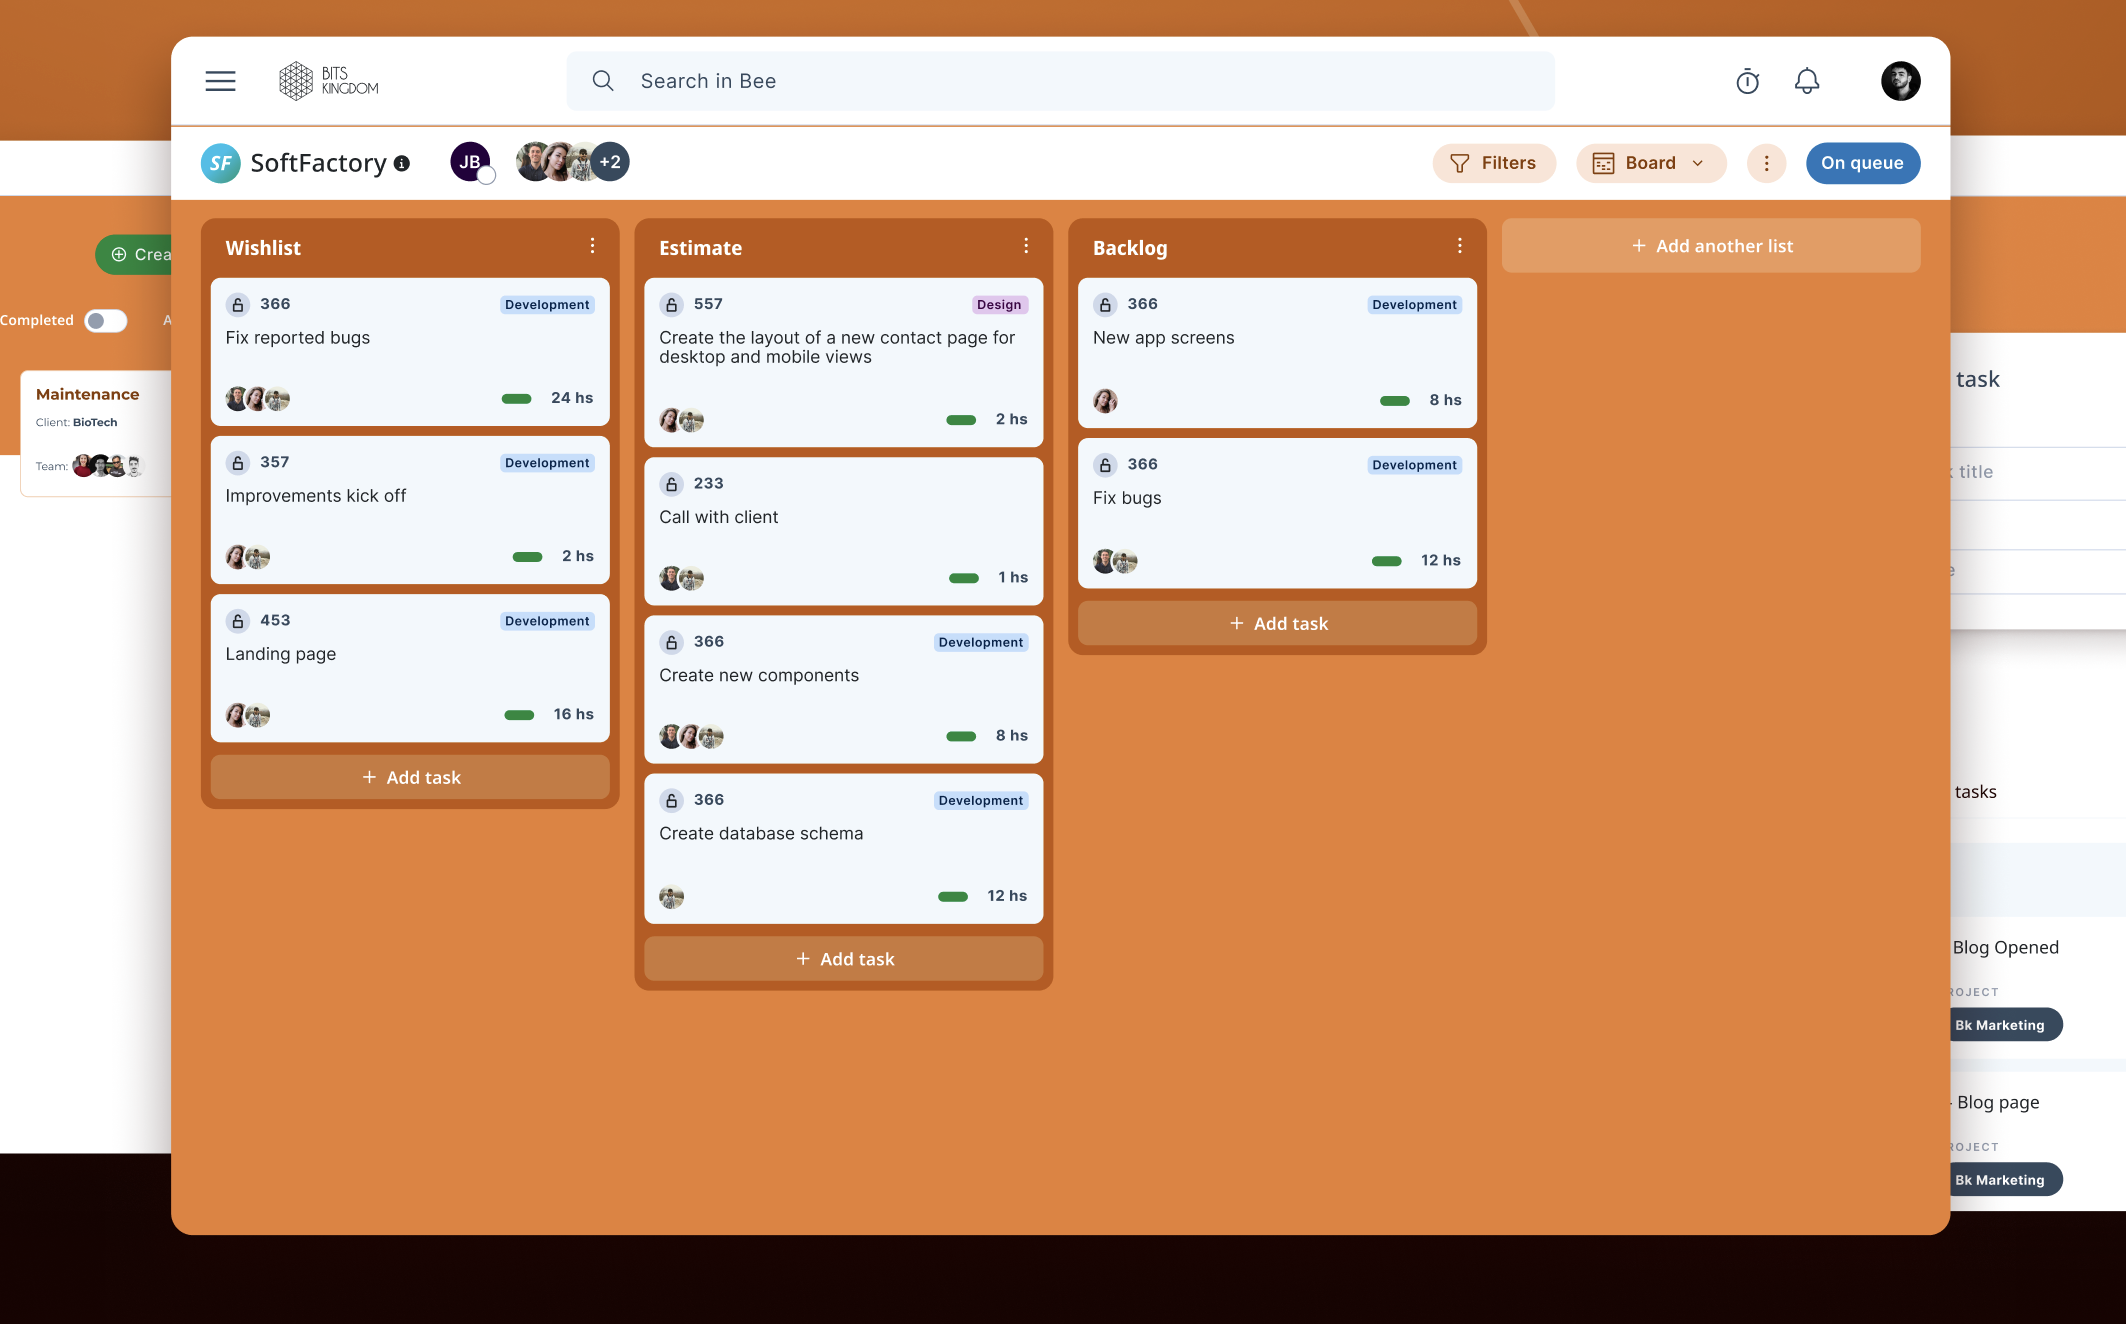 BITS
KINGDOM
Search in Bee
SF SoftFactory
JB
+2
Filters
Board
On queue
Wishlist
366
Development
Fix reported bugs
24 hs
357
Development
Improvements kick off
2 hs
453
Development
Landing page
16 hs
+ Add task
Estimate
557
Design
Create the layout of a new contact page for
desktop and mobile views
2 hs
233
Call with client
1 hs
366
Development
Create new components
8 hs
366
Development
Create database schema
12 hs
+ Add task
Backlog
366
Development
New app screens
8 hs
366
Development
Fix bugs
12 hs
+ Add task
+ Add another list
Completed
Maintenance
Client: BioTech
Team:
task
title
tasks
Blog Opened
Bk Marketing
- Blog page
Bk Marketing